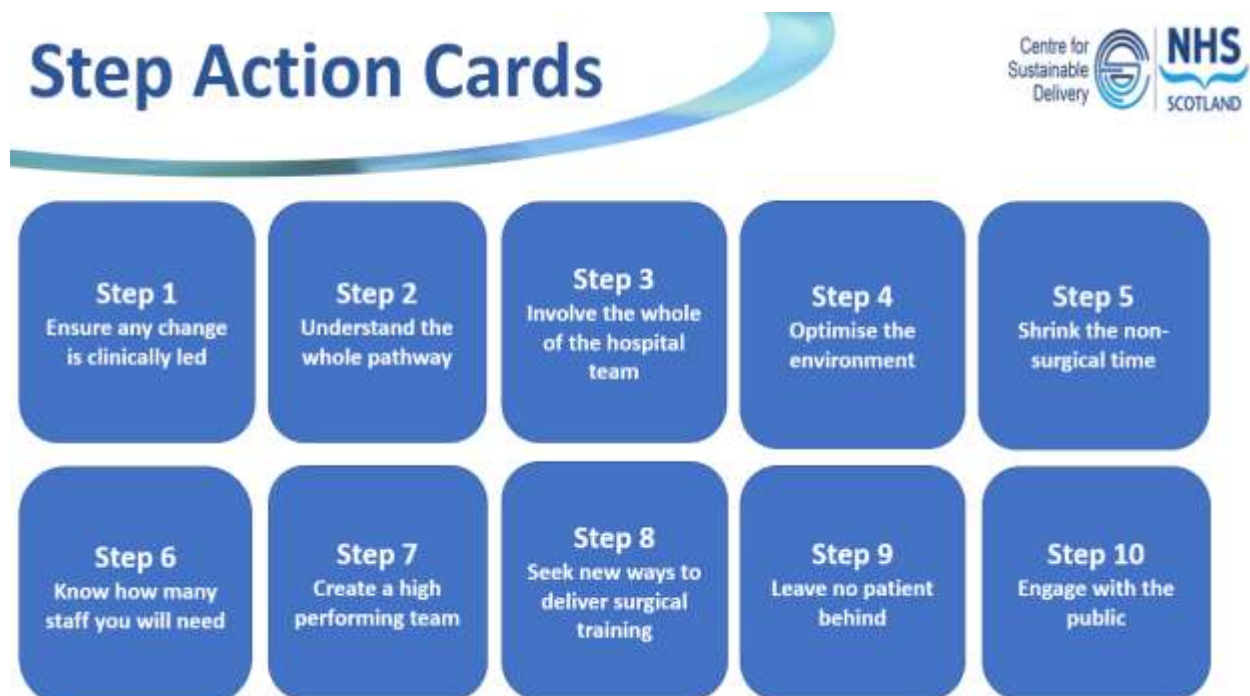 Step Action Cards
Centre for
Sustainable
Delivery
NHS
SCOTLAND
Step 1
Ensure any change
is clinically led
Step 2
Understand the
whole pathway
Step 3
Involve the whole
of the hospital
team
Step 4
Optimise the
environment
Step 5
Shrink the non-
surgical time
Step 6
Know how many
staff you will need
Step 7
Create a high
performing team
Step 8
Seek new ways to
deliver surgical
training
Step 9
Leave no patient
behind
Step 10
Engage with the
public